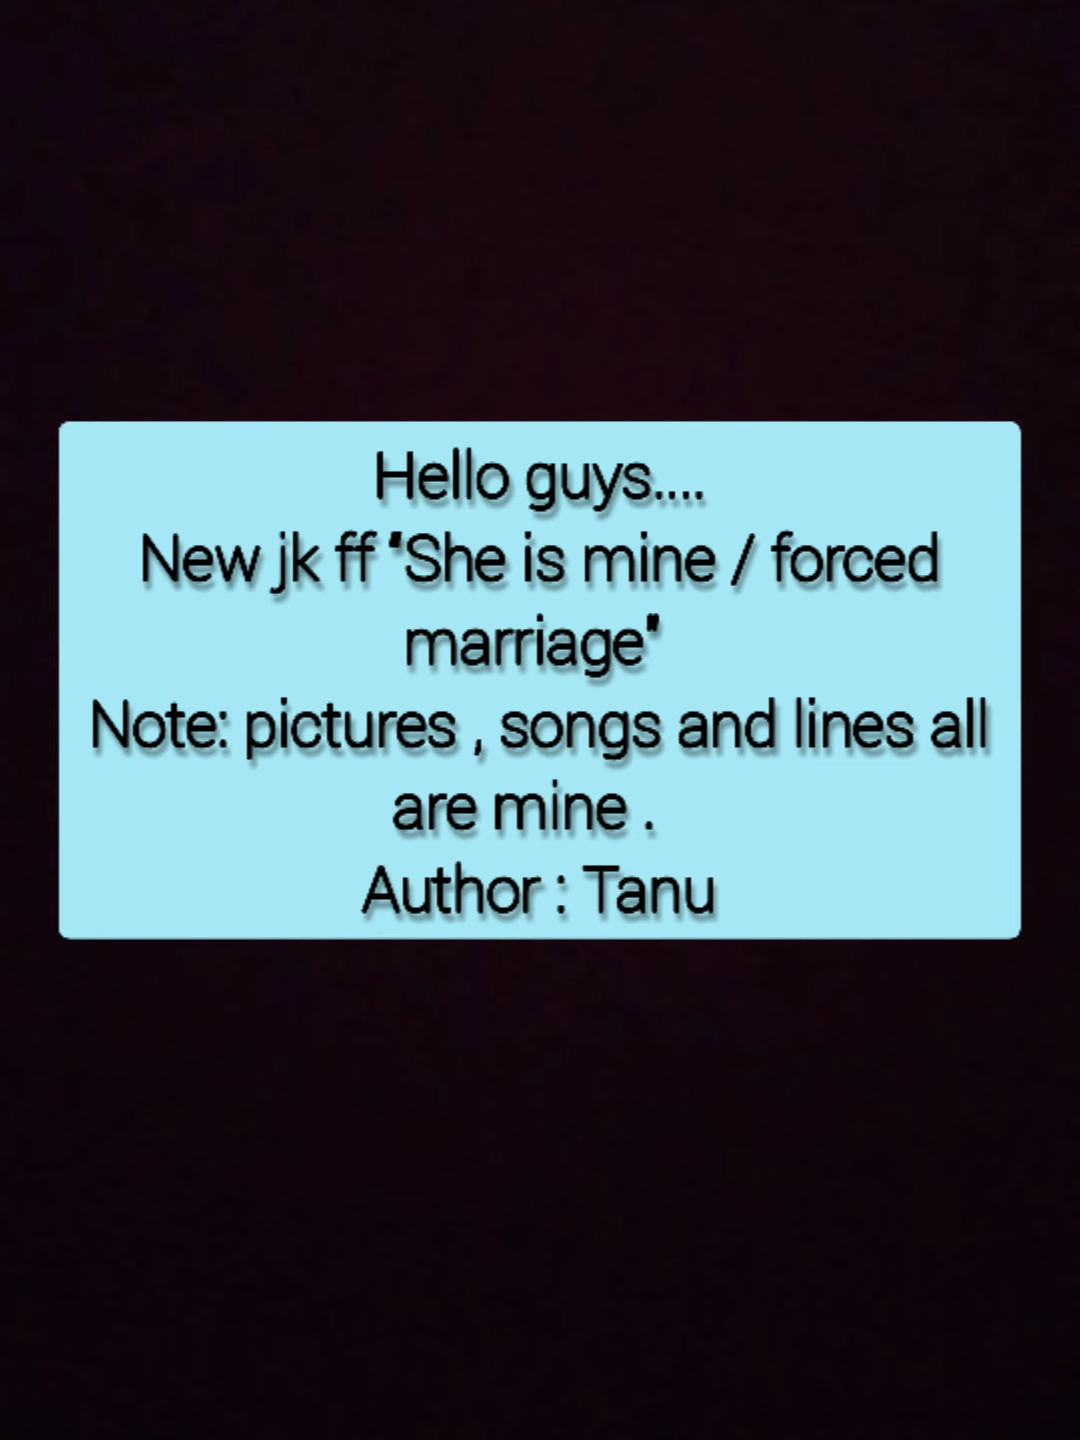 Hello guys....
New jk ff "She is mine / forced
marriage"
Note: pictures , songs and lines all
are mine .
Author : Tanu